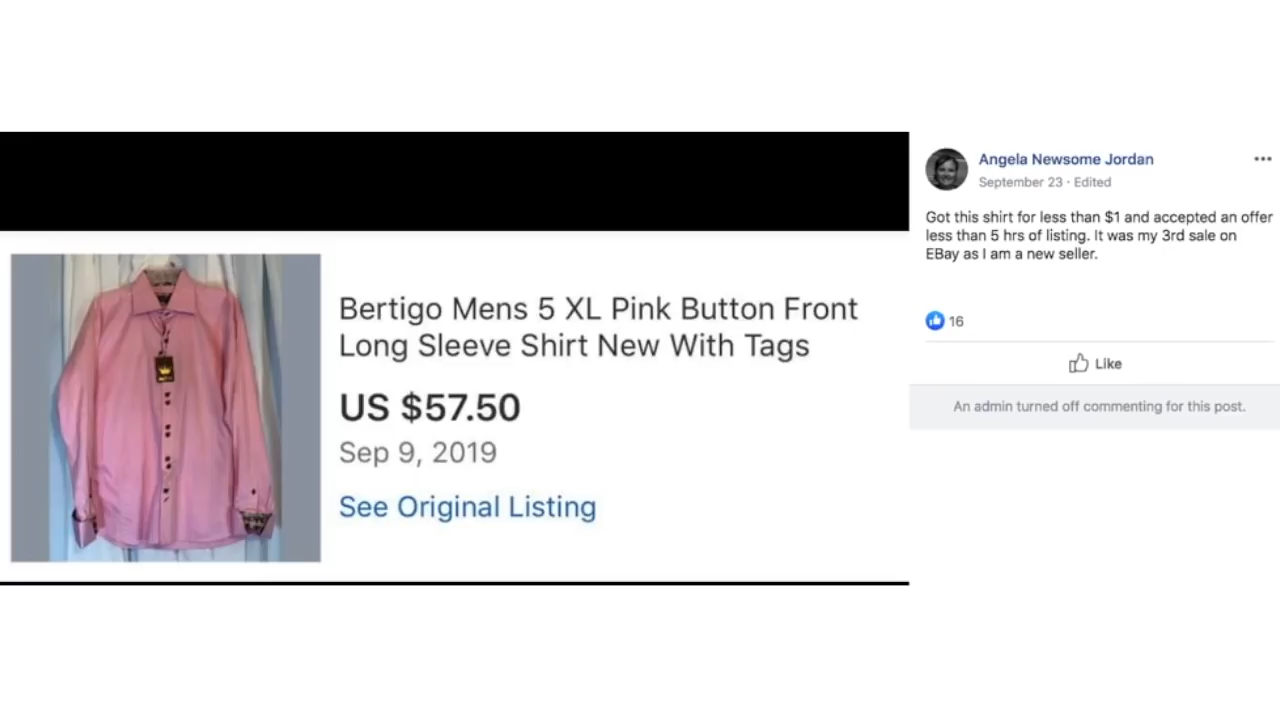 Bertigo Mens 5 XL Pink Button Front
Long Sleeve Shirt New With Tags
US $57.50
Sep 9, 2019
See Original Listing
Angela Newsome Jordan
September 23 · Edited
Got this shirt for less than $1 and accepted an offer
less than 5 hrs of listing. It was my 3rd sale on
EBay as I am a new seller.
16
Like
An admin turned off commenting for this post.